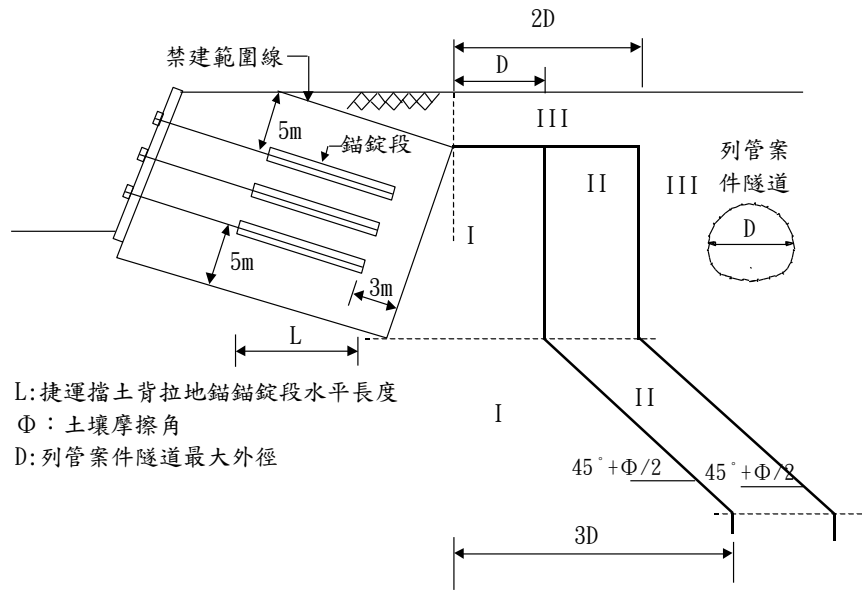 2D
禁建範圍線
D
5m
III
錨錠段
列管案
件隧道
II
III
D
I
5m
3m
L
L:捷運擋土背拉地錨錨錠段水平長度
Φ：土壤摩擦角
D:列管案件隧道最大外徑
I
II
45°+Φ/2
45°+Φ/2
3D